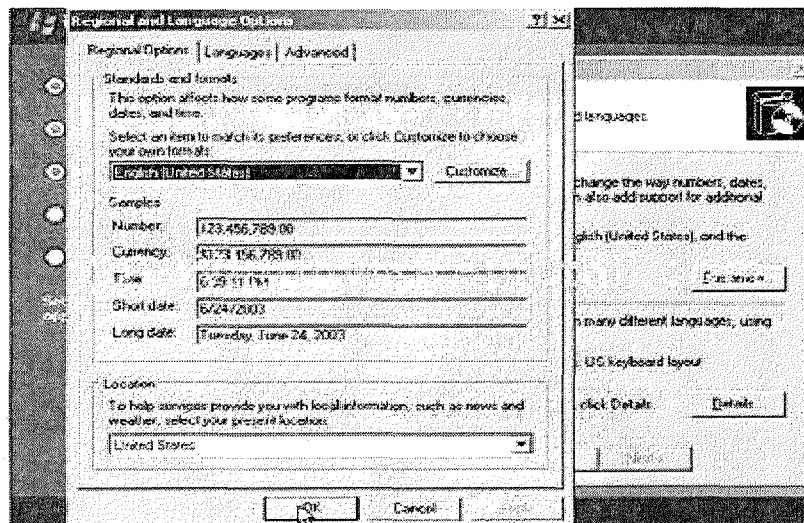 Regional and Language Options
Regional Options
Languages
Advanced
Standards and formats
This option affects how some programs format numbers, currencies,
dates, and time.
Select an item to match its preferences, or click Customize to choose
your own formats:
English (United States)
Customize...
Samples
Number:
123,456,789.00
Currency:
Time:
PM
Short date:
6/24/2003
Long date:
Tuesday, June 24, 2003
Location
To help services provide you with local information, such as news and
weather, select your present location:
United States
OK
Cancel
Apply
languages.
change the way numbers, dates,
also add support for additional
English (United States), and the
Customize...
many different languages, using
US keyboard layout
click Details.
Details...
Next >